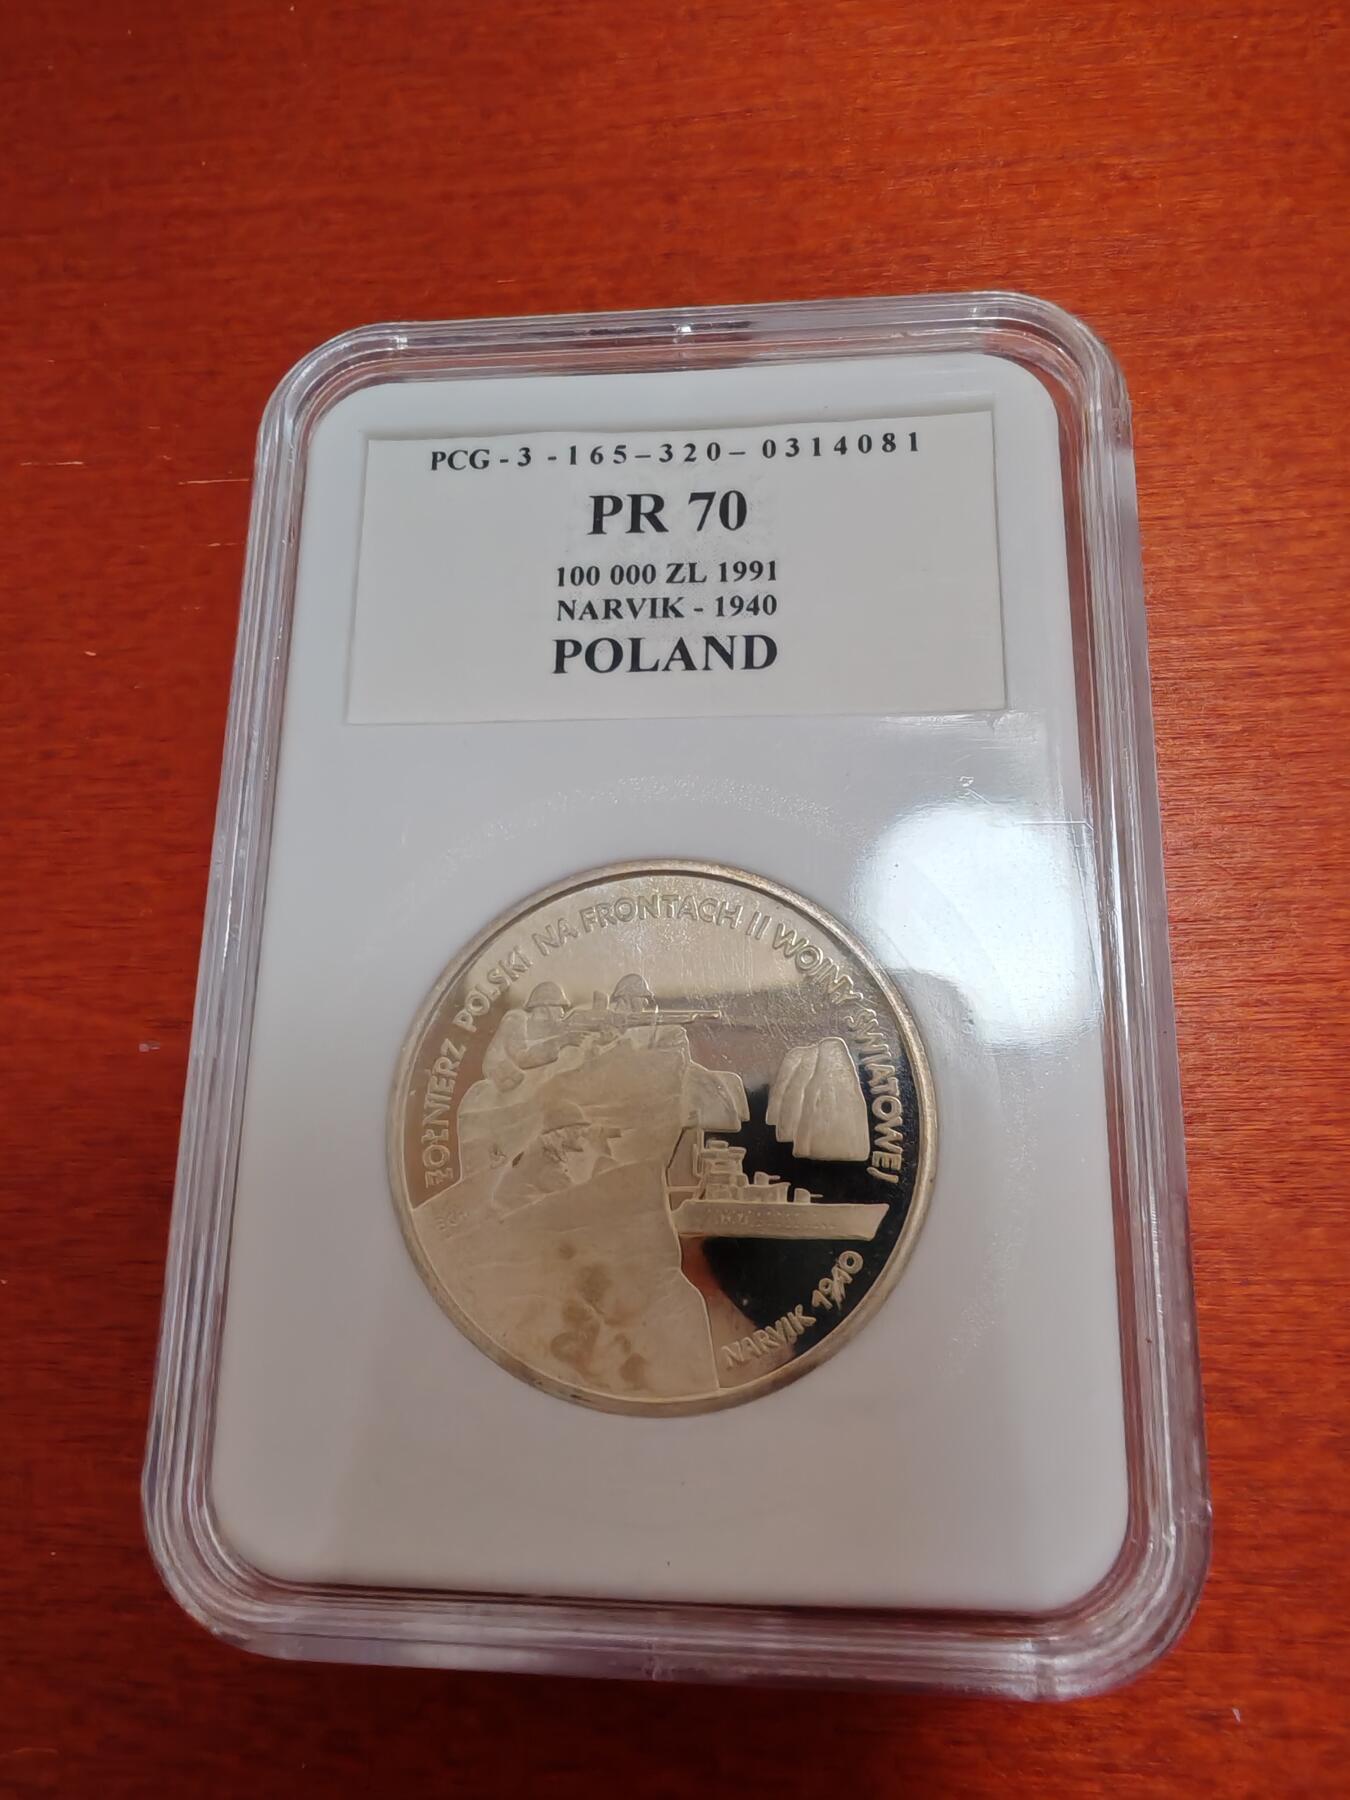 PCG - 3 - 165 – 320 – 0314081
PR 70
100 000 ZL 1991
NARVIK - 1940
POLAND
ŻOŁNIERZ POLSKI NA FRONTACH II WOJNY ŚWIATOWEJ
NARVIK 1940